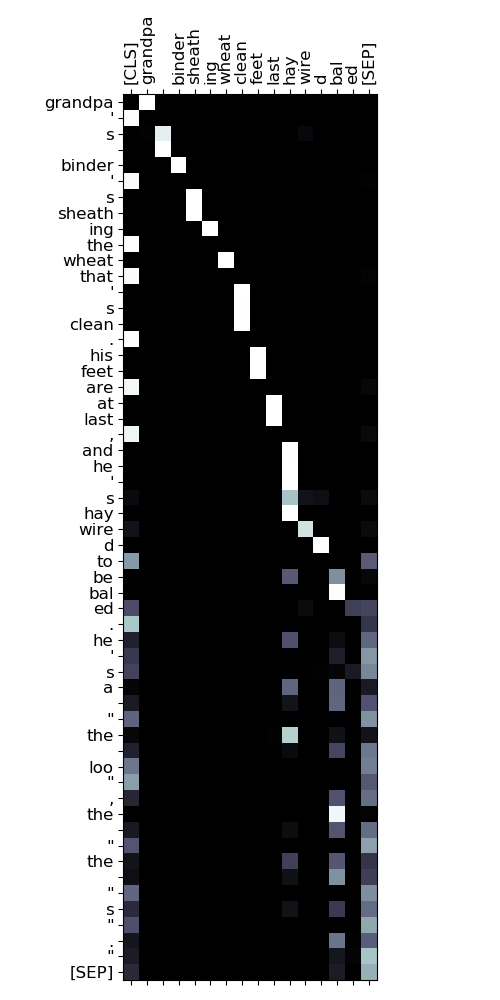 [CLS]
grandpa
binder
sheath
ing
wheat
clean
feet
last
hay
wire
d
bal
ed
[SEP]
grandpa
'
s
binder
'
s
sheath
ing
the
wheat
that
'
s
clean
.
his
feet
are
at
last
,
and
he
'
s
hay
wire
d
to
be
bal
ed
.
he
'
s
a
"
the
loo
"
,
the
"
the
"
s
"
.
"
[SEP]